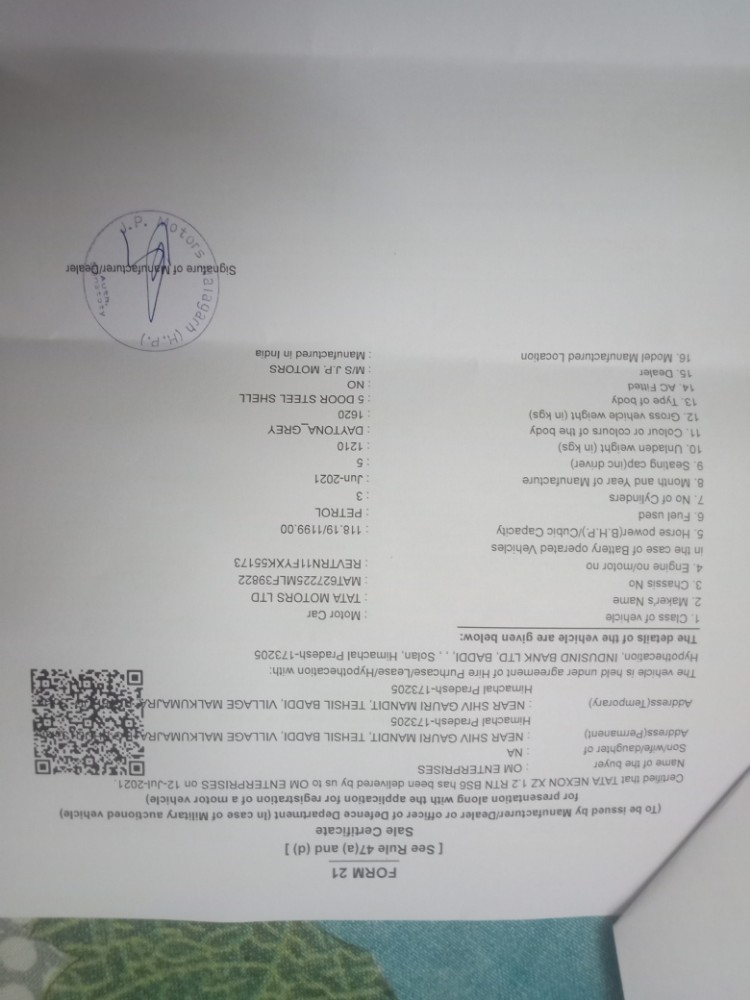 FORM 21
[ See Rule 47(a) and (d) ]
Sale Certificate
(To be issued by Manufacturer/Dealer or officer of Defence Department (in case of Military auctioned vehicle)
for presentation along with the application for registration of a motor vehicle)
Certified that TATA NEXON XZ 1.2 RTN BS6 has been delivered by us to OM ENTERPRISES on 12-Jul-2021.
Name of the buyer : OM ENTERPRISES
Son/wife/daughter of : NA
Address(Permanent) : NEAR SHIV GAURI MANDIT, TEHSIL BADDI, VILLAGE MALKUMAJRA
Himachal Pradesh-173205
Address(Temporary) : NEAR SHIV GAURI MANDIT, TEHSIL BADDI, VILLAGE MALKUMAJRA
Himachal Pradesh-173205
The vehicle is held under agreement of Hire Purchase/Lease/Hypothecation with:
Hypothecation, INDUSIND BANK LTD, BADDI, , , Solan, Himachal Pradesh-173205
The details of the vehicle are given below:
1. Class of vehicle : Motor Car
2. Maker's Name : TATA MOTORS LTD
3. Chassis No : MAT627225MLF39822
4. Engine no/motor no : REVTRN11FYXK55173
in the case of Battery operated Vehicles
5. Horse power(B.H.P.)/Cubic Capacity : 118.19/1199.00
6. Fuel used : PETROL
7. No of Cylinders : 3
8. Month and Year of Manufacture : Jun-2021
9. Seating cap(inc driver) : 5
10. Unladen weight (in kgs) : 1210
11. Colour or colours of the body : DAYTONA_GREY
12. Gross vehicle weight (in kgs) : 1620
13. Type of body : 5 DOOR STEEL SHELL
14. AC Fitted : NO
15. Dealer : M/S J.P. MOTORS
16. Model Manufactured Location : Manufactured in India
Signature of Manufacturer/Dealer
J.P. Motors
(H.P.)